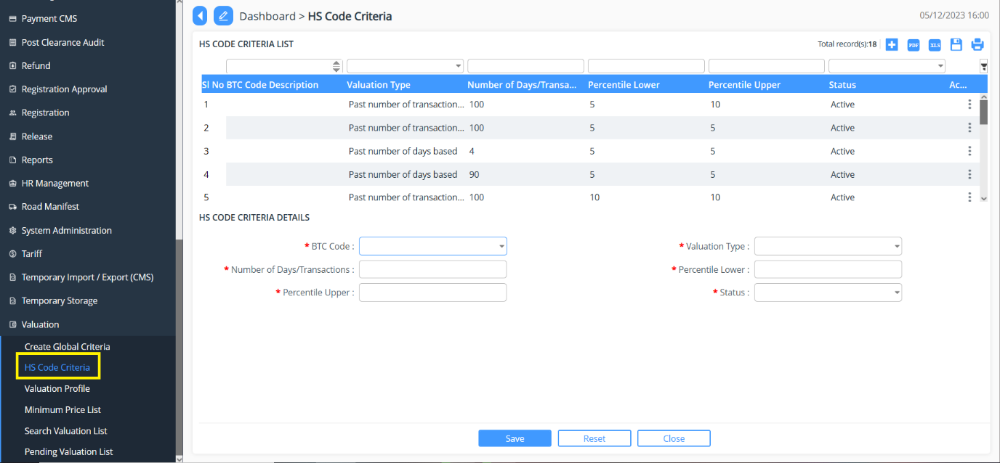 Payment CMS
Post Clearance Audit
Refund
Registration Approval
Registration
Release
Reports
HR Management
Road Manifest
System Administration
Tariff
Temporary Import / Export (CMS)
Temporary Storage
Valuation
Create Global Criteria
HS Code Criteria
Valuation Profile
Minimum Price List
Search Valuation List
Pending Valuation List
Dashboard > HS Code Criteria 05/12/2023 16:00
HS CODE CRITERIA LIST Total record(s):18 PDF XLS
Sl No BTC Code Description Valuation Type Number of Days/Transa... Percentile Lower Percentile Upper Status Ac...
1 Past number of transaction... 100 5 10 Active
2 Past number of transaction... 100 5 5 Active
3 Past number of days based 4 5 5 Active
4 Past number of days based 90 5 5 Active
5 Past number of transaction... 100 10 10 Active
HS CODE CRITERIA DETAILS
* BTC Code : * Valuation Type :
* Number of Days/Transactions : * Percentile Lower :
* Percentile Upper : * Status :
Save Reset Close